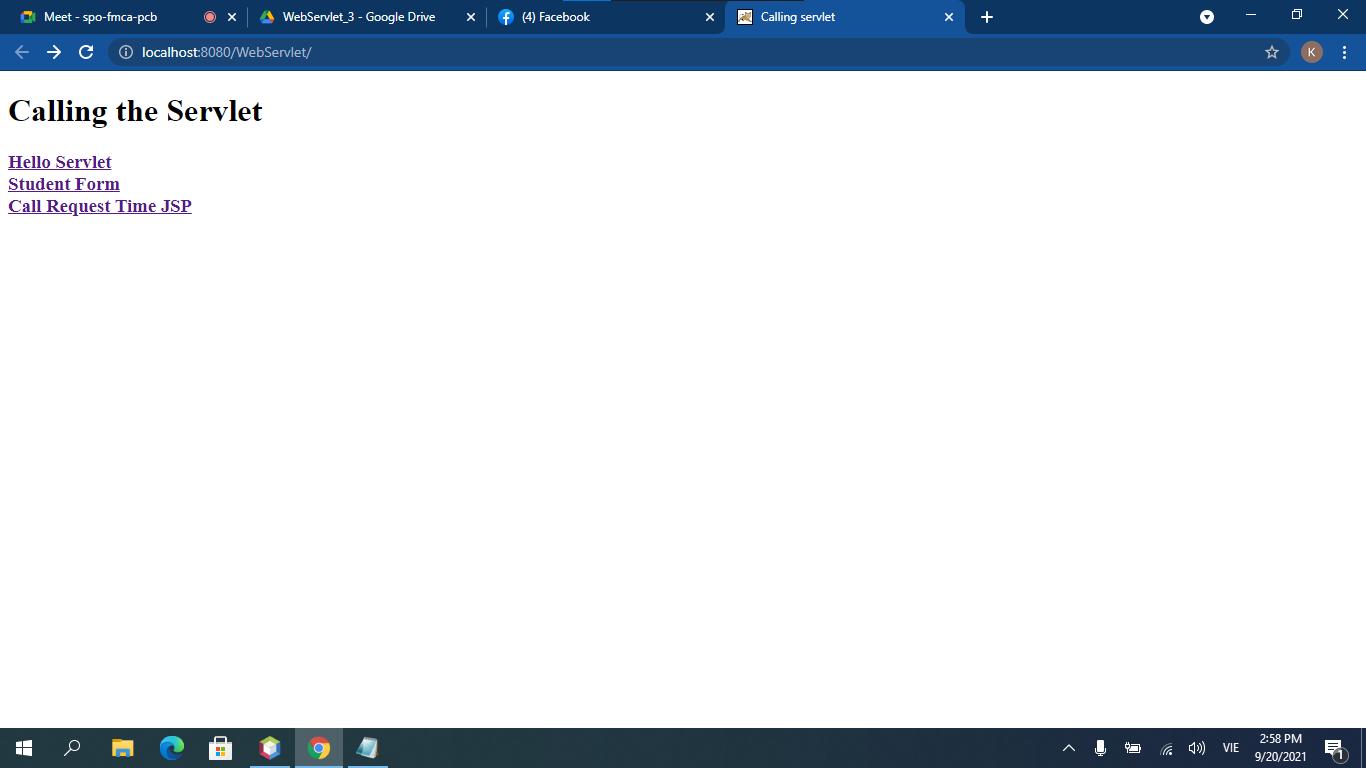 Meet - spo-fmca-pcb
WebServlet_3 - Google Drive
(4) Facebook
Calling servlet
localhost:8080/WebServlet/
K
Calling the Servlet
Hello Servlet
Student Form
Call Request Time JSP
VIE
2:58 PM
9/20/2021
1